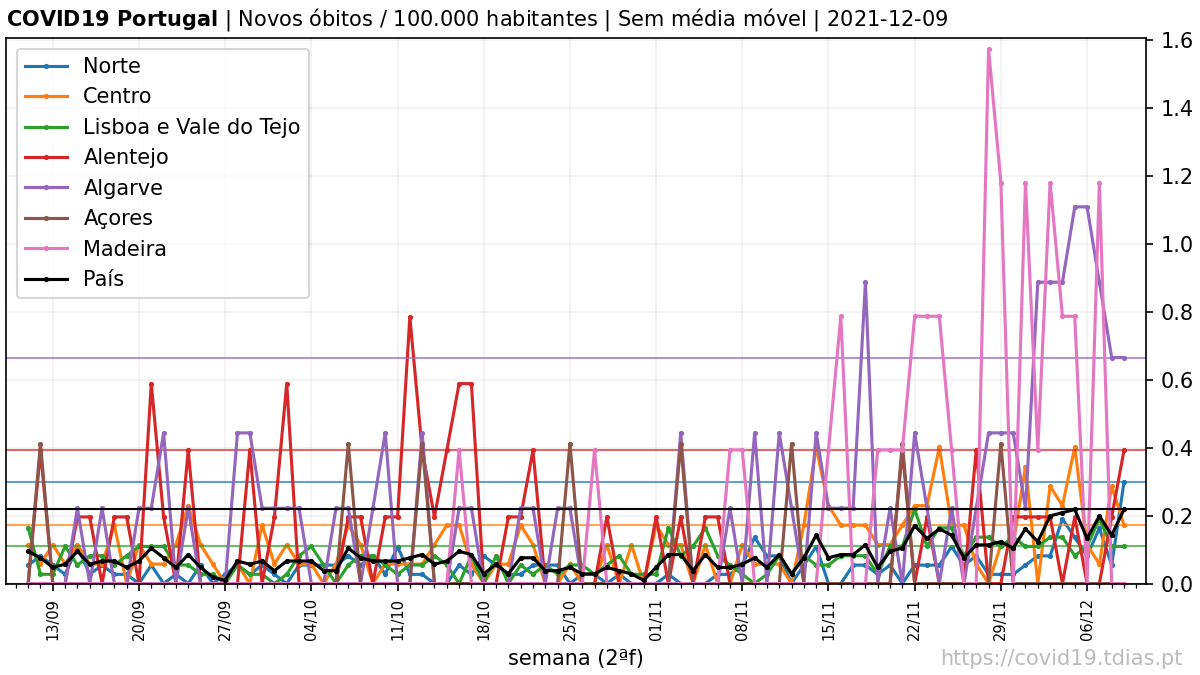 COVID19 Portugal | Novos óbitos / 100.000 habitantes | Sem média móvel | 2021-12-09
Norte
Centro
Lisboa e Vale do Tejo
Alentejo
Algarve
Açores
Madeira
País
1.6
1.4
1.2
1.0
0.8
0.6
0.4
0.2
0.0
13/09
20/09
27/09
04/10
11/10
18/10
25/10
01/11
08/11
15/11
22/11
29/11
06/12
semana (2ªf)
https://covid19.tdias.pt